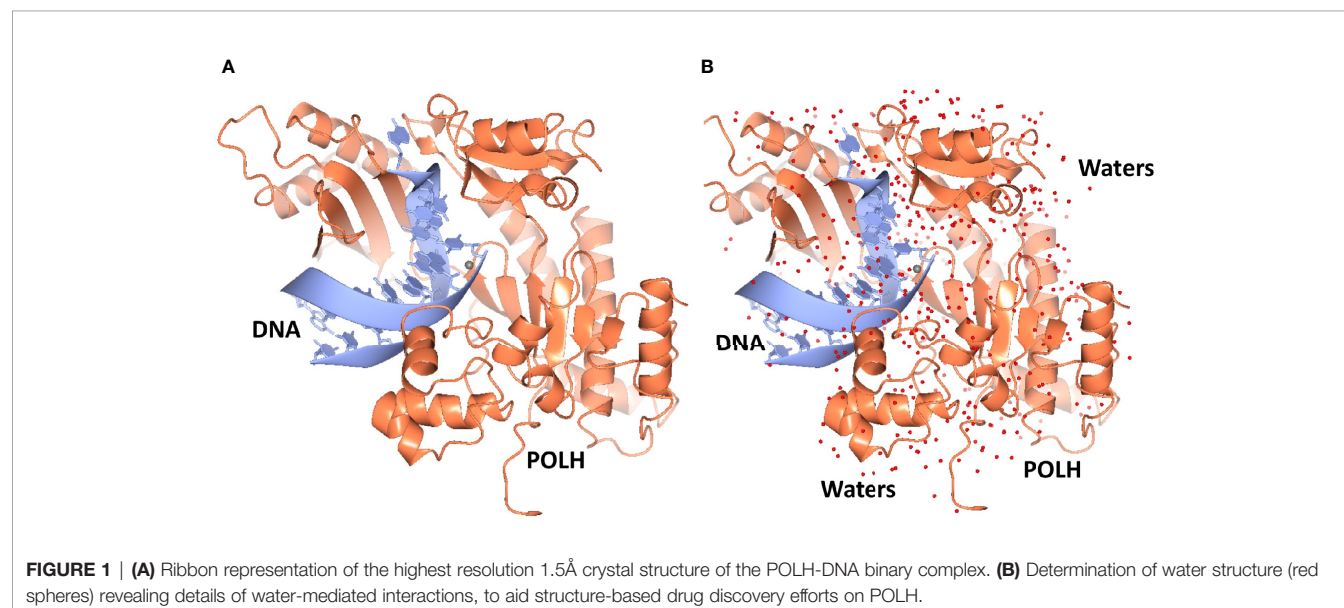 A
B
Waters
DNA
DNA
POLH
POLH
Waters
FIGURE 1 | (A) Ribbon representation of the highest resolution 1.5Å crystal structure of the POLH-DNA binary complex. (B) Determination of water structure (red
spheres) revealing details of water-mediated interactions, to aid structure-based drug discovery efforts on POLH.